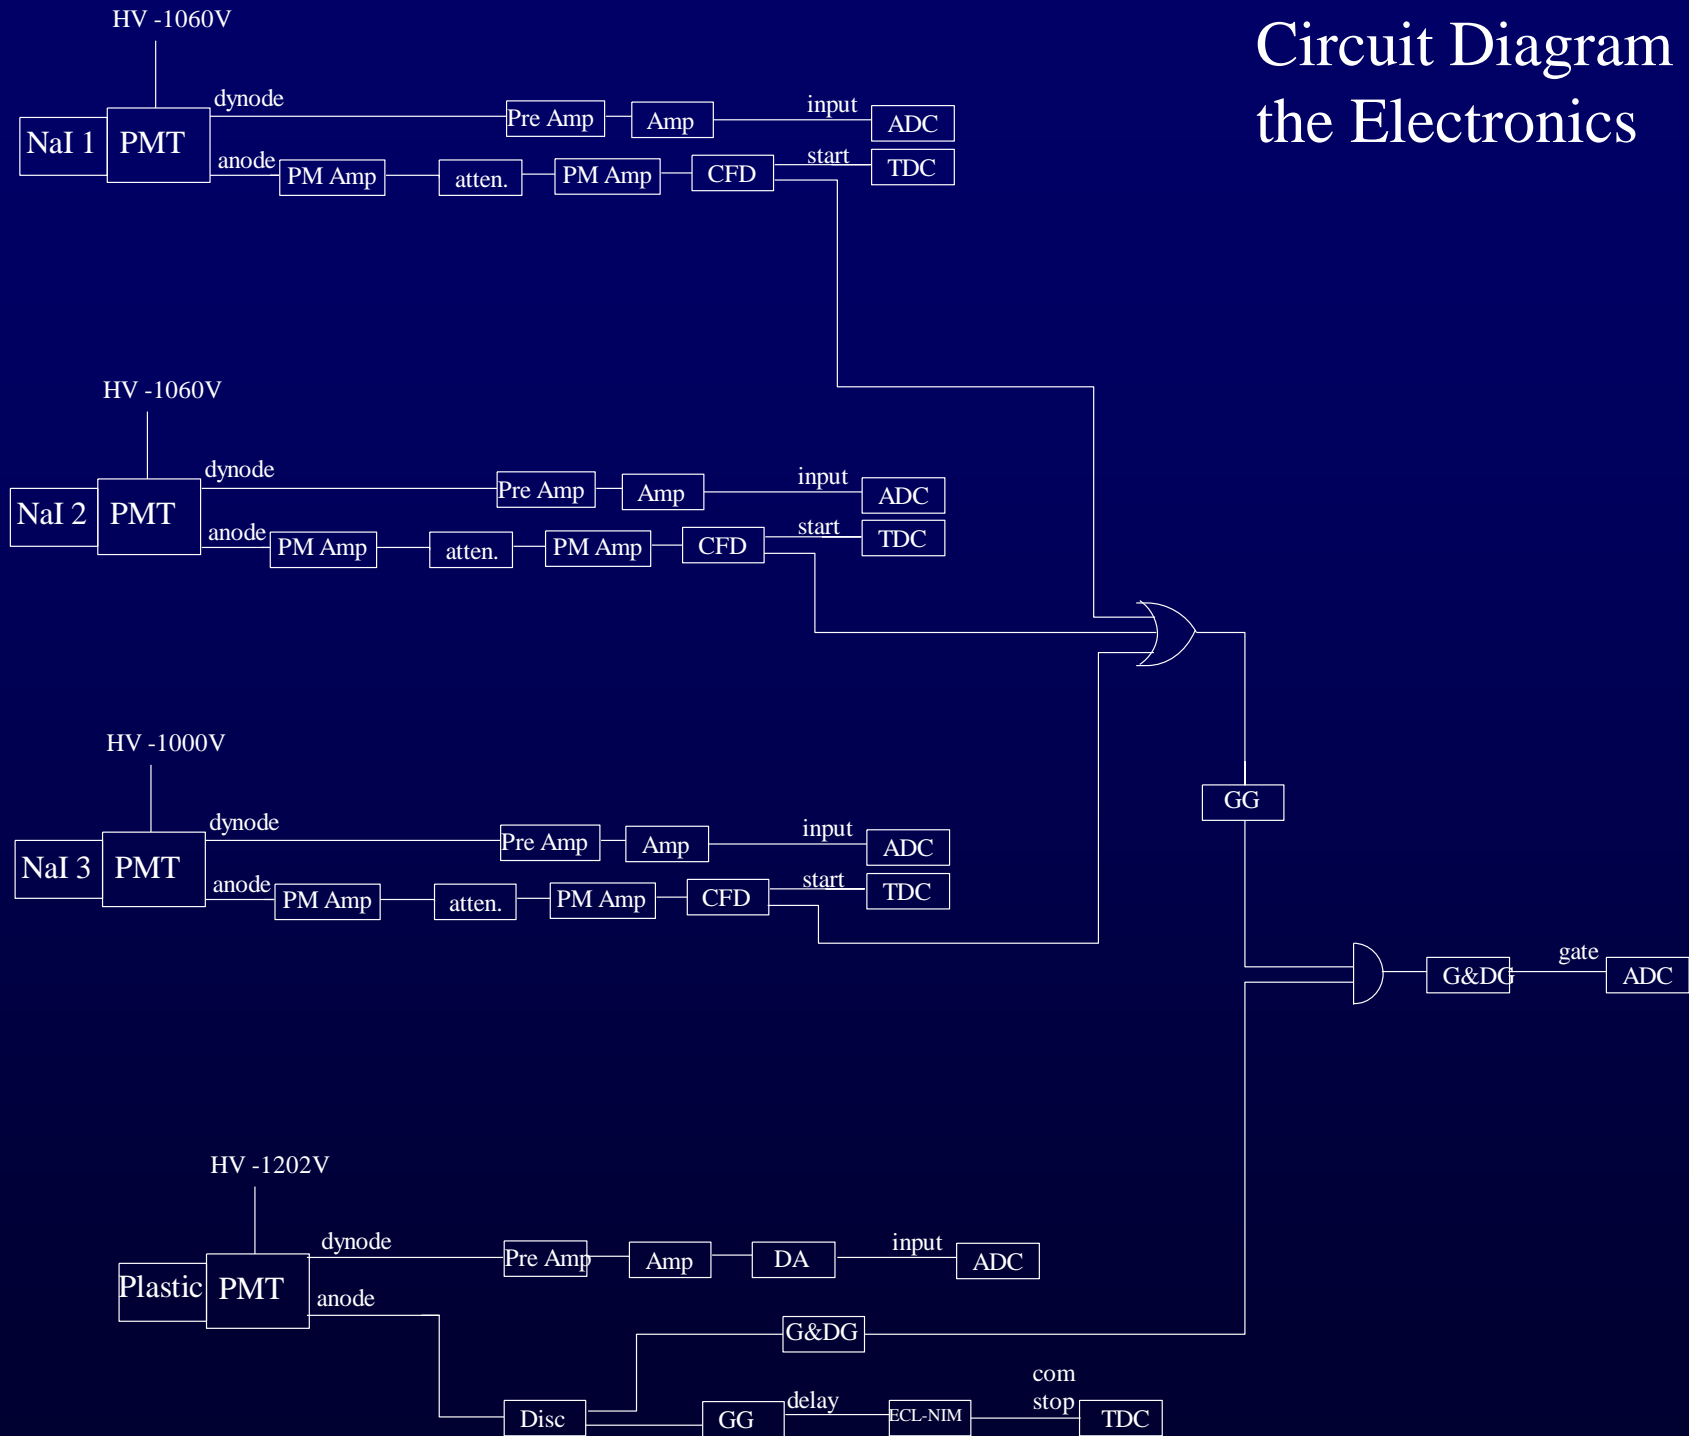 Circuit Diagram
the Electronics
HV -1060V
dynode
Pre Amp
Amp
input
ADC
NaI 1
PMT
anode
PM Amp
atten.
PM Amp
CFD
start
TDC
HV -1060V
dynode
Pre Amp
Amp
input
ADC
NaI 2
PMT
anode
PM Amp
atten.
PM Amp
CFD
start
TDC
HV -1000V
dynode
Pre Amp
Amp
input
ADC
NaI 3
PMT
anode
PM Amp
atten.
PM Amp
CFD
start
TDC
GG
G&DG
gate
ADC
HV -1202V
dynode
Pre Amp
Amp
DA
input
ADC
Plastic
PMT
anode
G&DG
Disc
GG
delay
ECL-NIM
com
stop
TDC